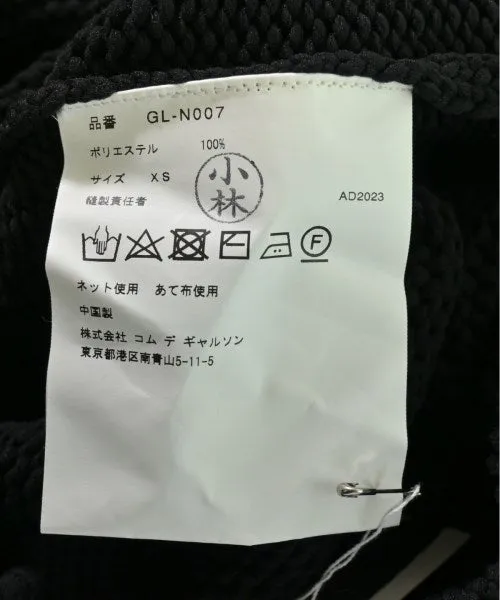 品番 GL-N007
ポリエステル 100%
サイズ XS
縫製責任者 小林
AD2023
F
ネット使用 あて布使用
中国製
株式会社 コム デ ギャルソン
東京都港区南青山5-11-5